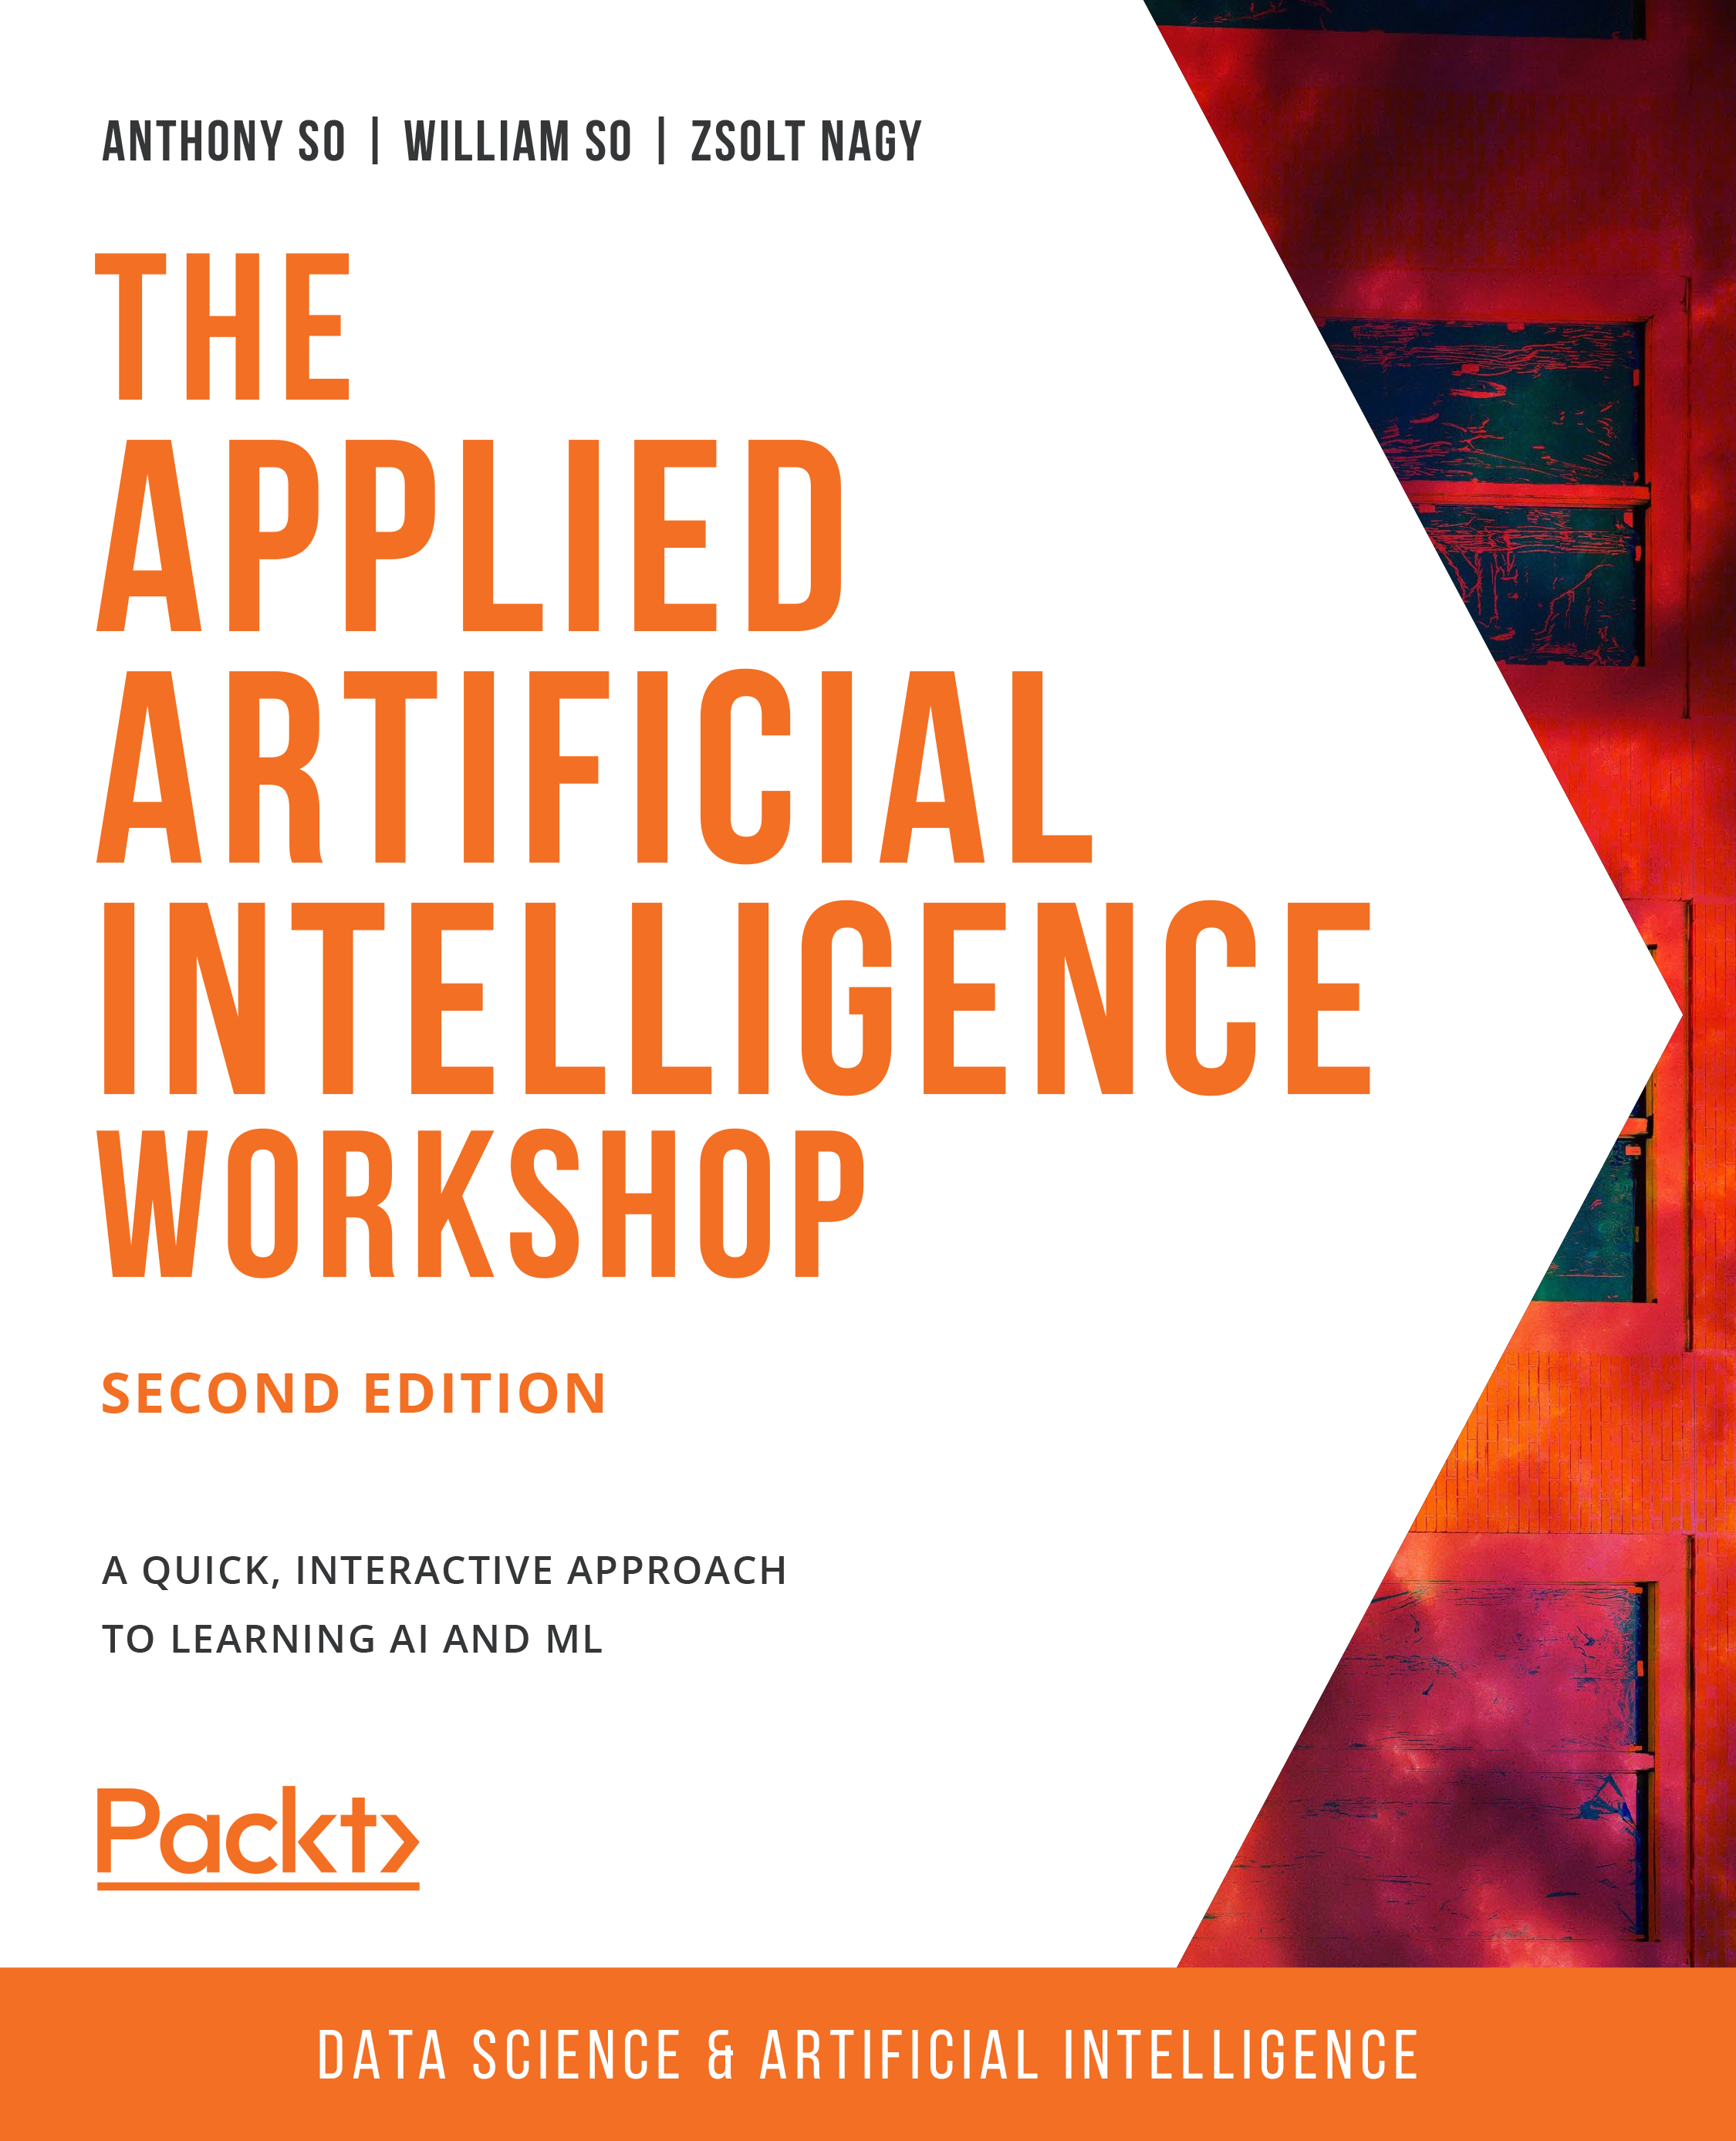 ANTHONY SO | WILLIAM SO | ZSOLT NAGY
THE
APPLIED
ARTIFICIAL
INTELLIGENCE
WORKSHOP
SECOND EDITION
A QUICK, INTERACTIVE APPROACH
TO LEARNING AI AND ML
Packt
DATA SCIENCE & ARTIFICIAL INTELLIGENCE